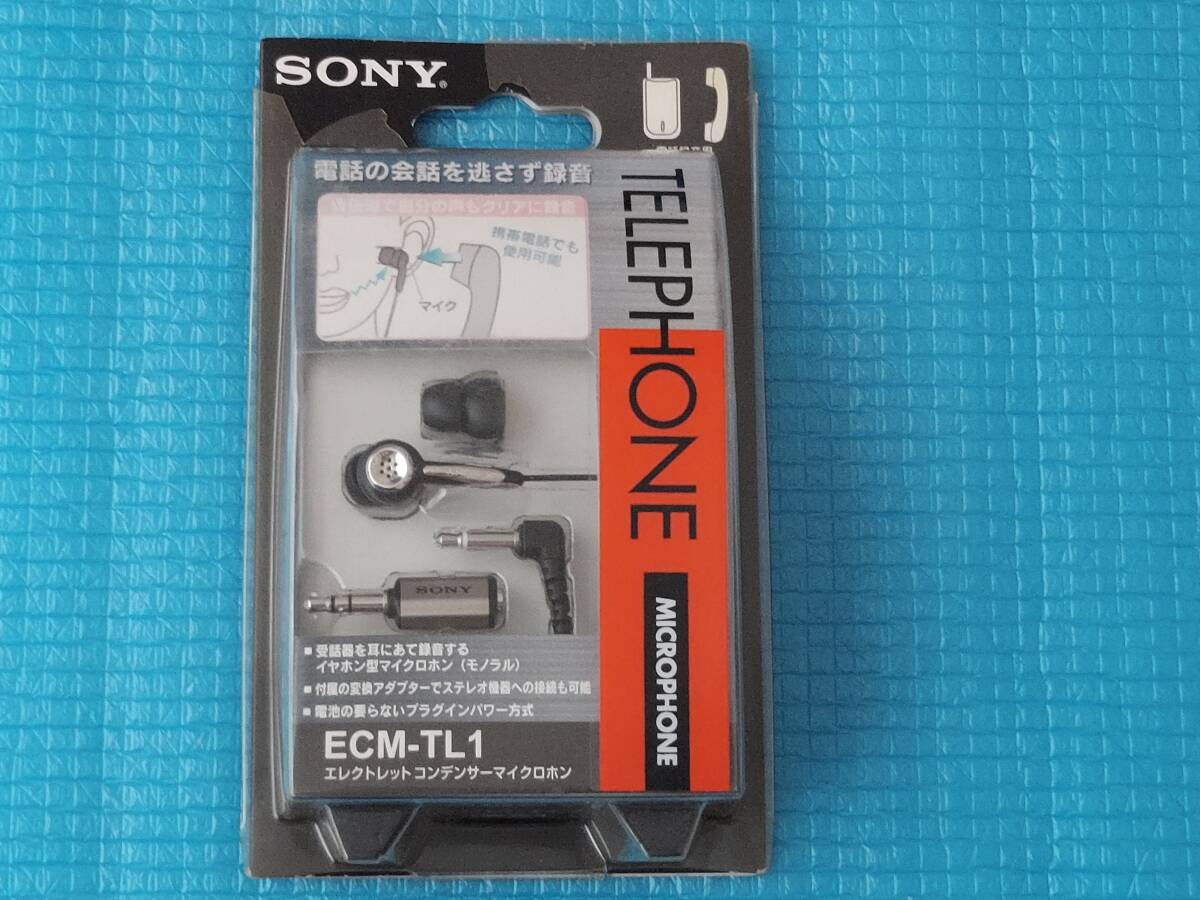 SONY
電話の会話を逃さず録音
携帯電話でも
使用可能
マイク
TELEPHONE
MICROPHONE
SONY
■ 受話器を耳にあて録音する
イヤホン型マイクロホン（モノラル）
■ 付属の変換アダプターでステレオ機器への接続も可能
■ 電池の要らないプラグインパワー方式
ECM-TL1
エレクトレット コンデンサーマイクロホン